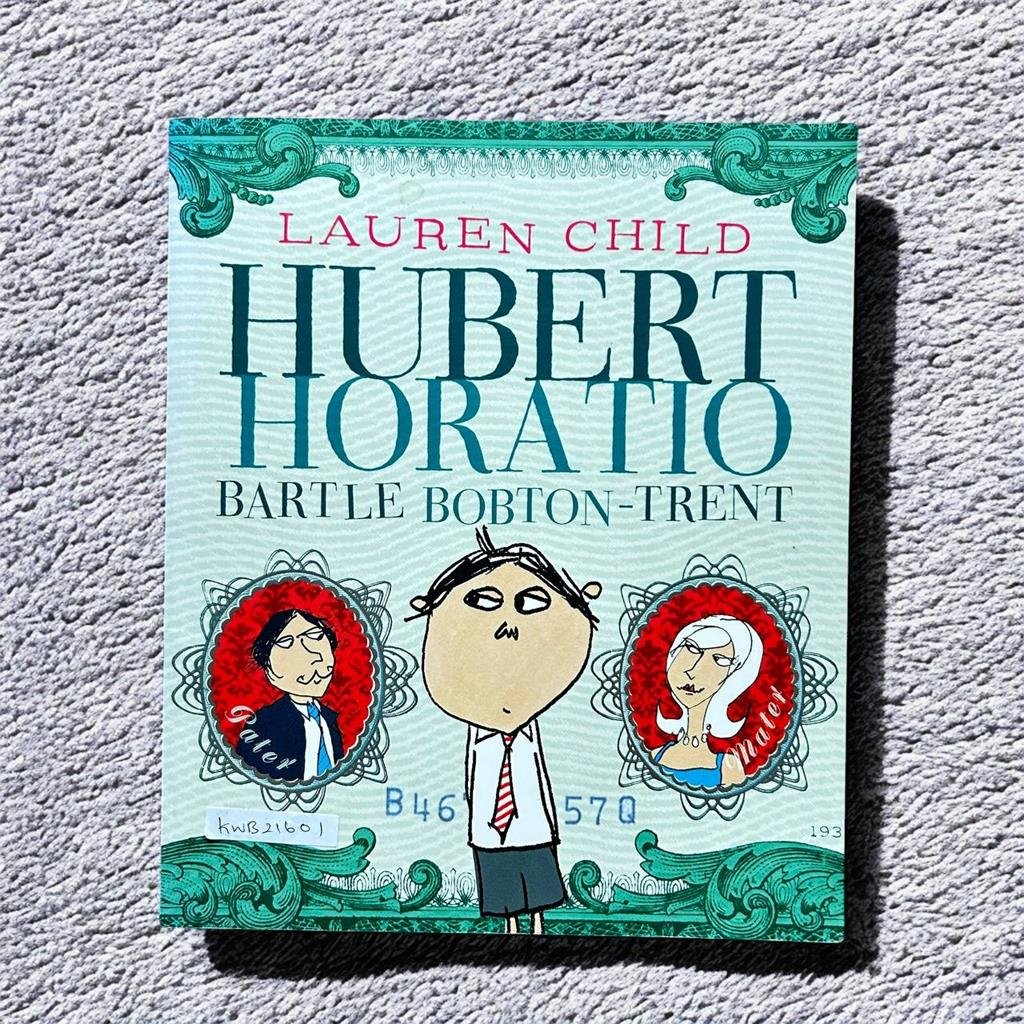 LAUREN CHILD
HUBERT
HORATIO
BARTLE BOBTON-TRENT
Pater
Mater
B46 57Q
KWB21601
193